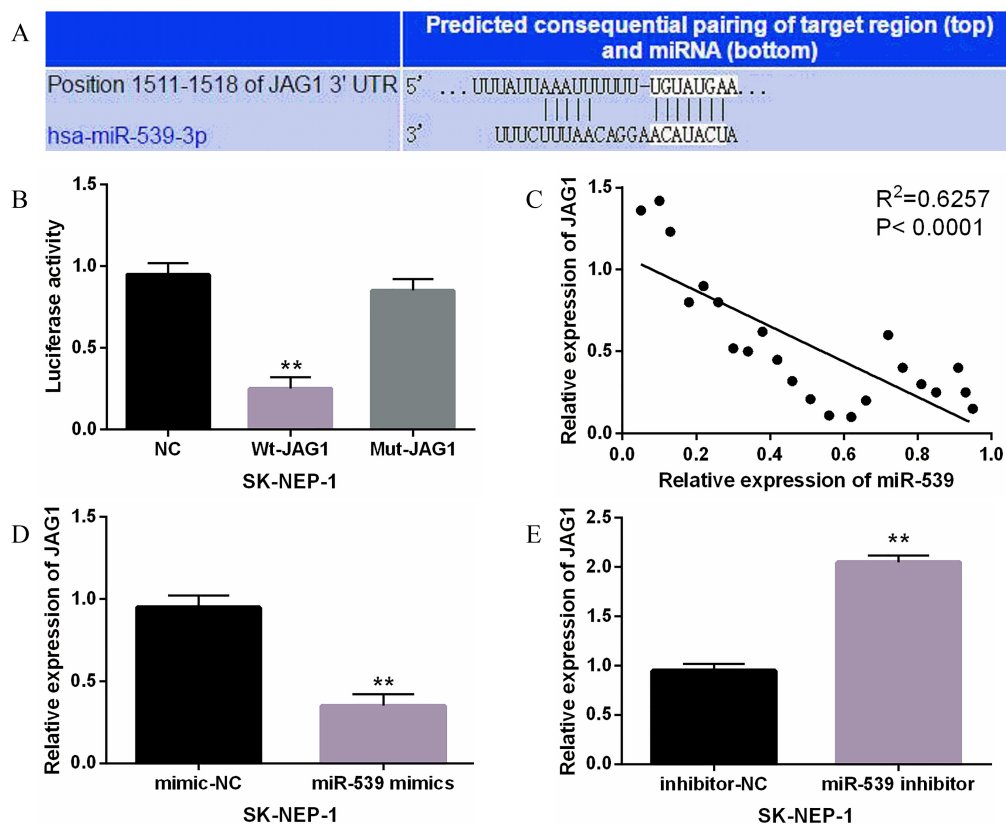 A
Predicted consequential pairing of target region (top)
and miRNA (bottom)
Position 1511-1518 of JAG1 3' UTR
5' ...UUUAUUAAAUUUUUU-UGUAUGAA...
hsa-miR-539-3p
3' UUUCUUUAACAGGAACAUACUA
B
Luciferase activity
1.5
1.0
0.5
0.0
NC Wt-JAG1 Mut-JAG1
**
SK-NEP-1
C
Relative expression of JAG1
1.5
1.0
0.5
0.0
R²=0.6257
P< 0.0001
0.0 0.2 0.4 0.6 0.8 1.0
Relative expression of miR-539
D
Relative expression of JAG1
1.5
1.0
0.5
0.0
**
mimic-NC miR-539 mimics
SK-NEP-1
E
Relative expression of JAG1
2.5
2.0
1.5
1.0
0.5
0.0
**
inhibitor-NC miR-539 inhibitor
SK-NEP-1